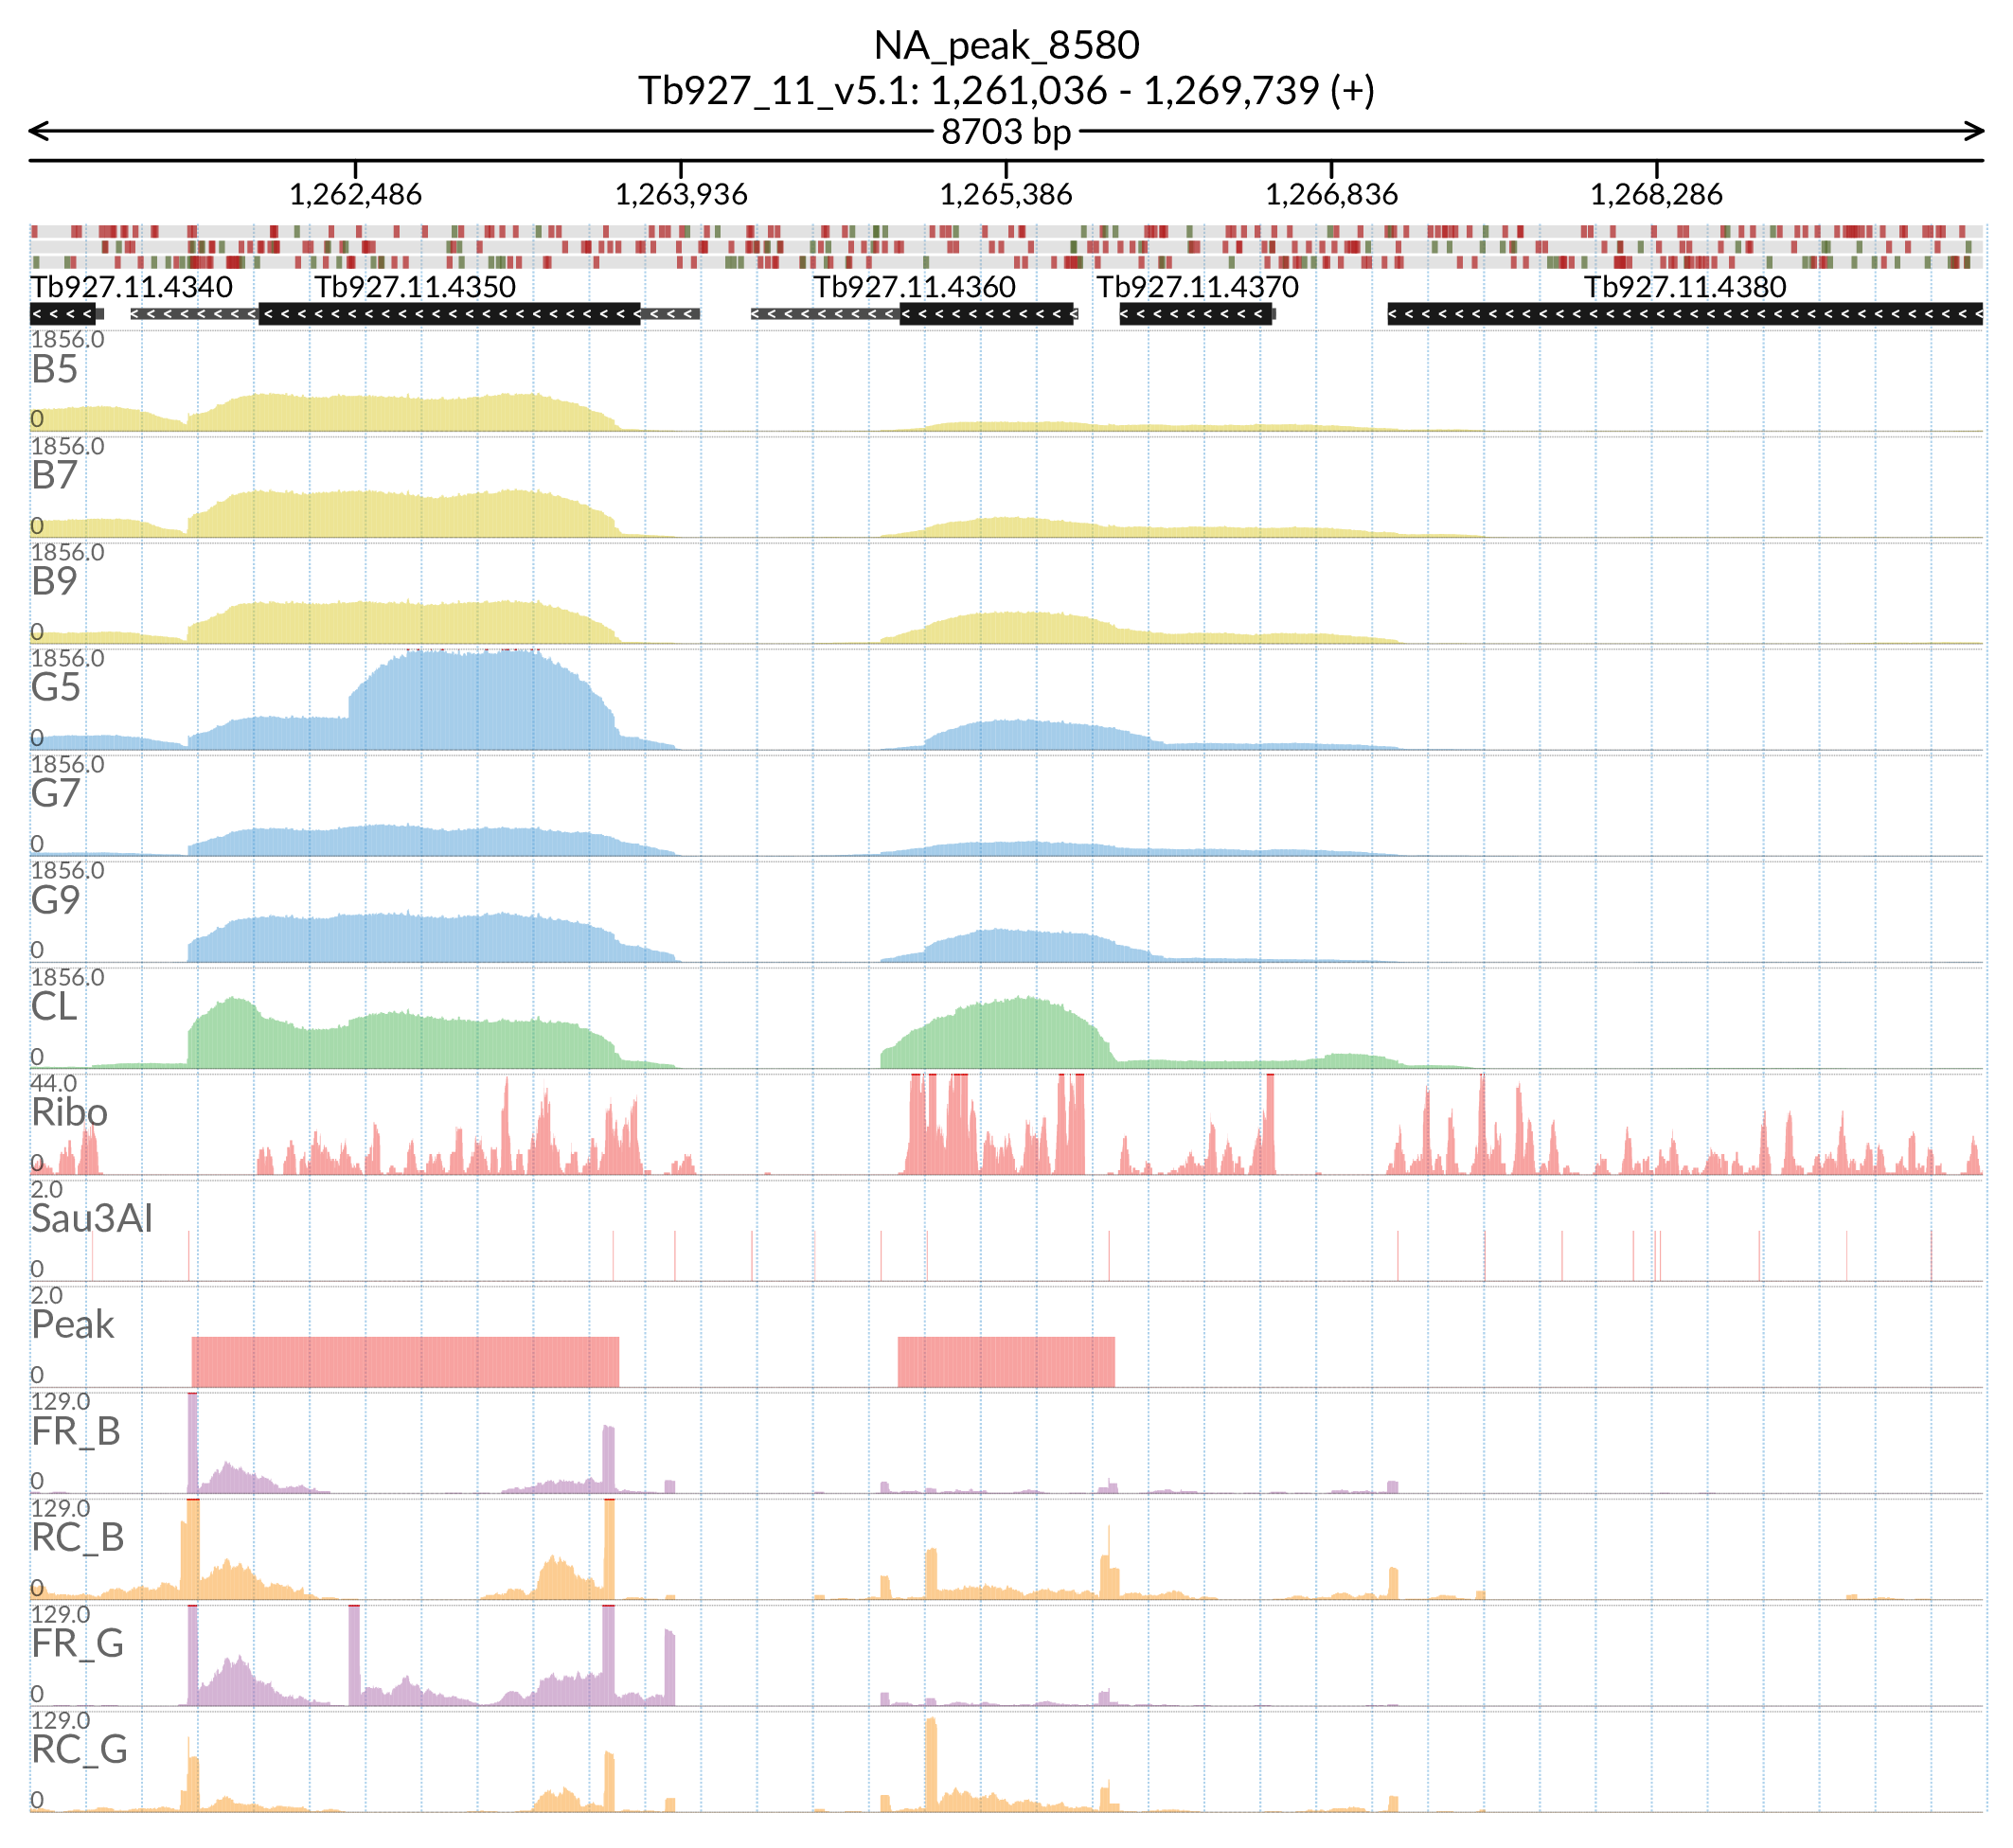 NA_peak_8580
Tb927_11_v5.1: 1,261,036 - 1,269,739 (+)
8703 bp
1,262,486 1,263,936 1,265,386 1,266,836 1,268,286
Tb927.11.4340 Tb927.11.4350 Tb927.11.4360 Tb927.11.4370 Tb927.11.4380
1856.0
B5
0
1856.0
B7
0
1856.0
B9
0
1856.0
G5
0
1856.0
G7
0
1856.0
G9
0
1856.0
CL
0
44.0
Ribo
0
2.0
Sau3AI
0
2.0
Peak
0
129.0
FR_B
0
129.0
RC_B
0
129.0
FR_G
0
129.0
RC_G
0